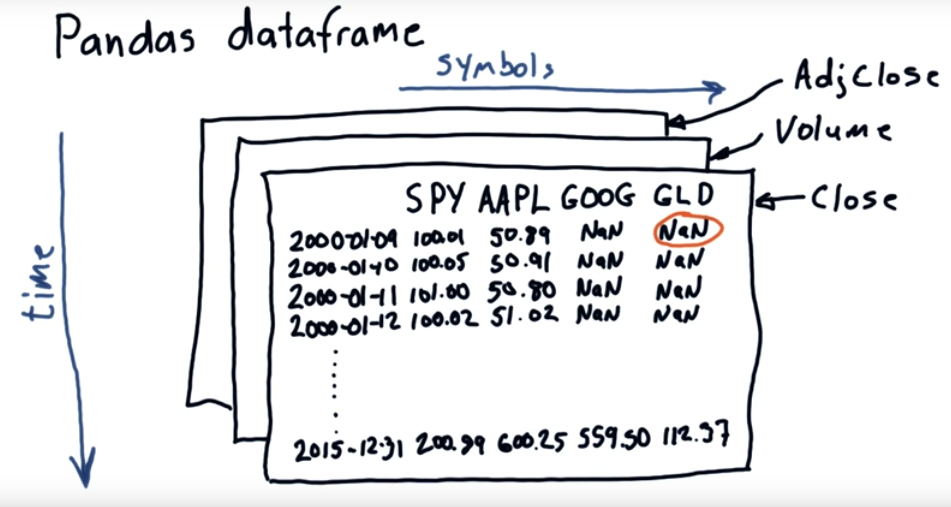 Pandas dataframe
symbols
AdjClose
Volume
Close
time
SPY AAPL GOOG GLD
2000-01-09 100.01 50.89 NaN NaN
2000-01-10 100.05 50.91 NaN NaN
2000-01-11 101.00 50.80 NaN NaN
2000-01-12 100.02 51.02 NaN NaN
2015-12-31 200.99 600.25 559.50 112.37